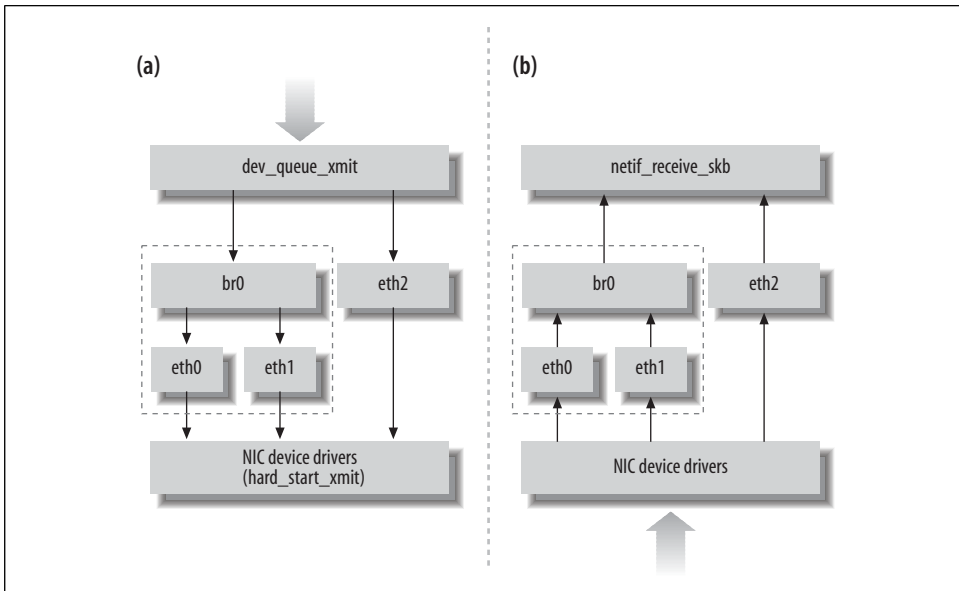 (a)
dev_queue_xmit
br0
eth2
eth0
eth1
NIC device drivers
(hard_start_xmit)
(b)
netif_receive_skb
br0
eth2
eth0
eth1
NIC device drivers